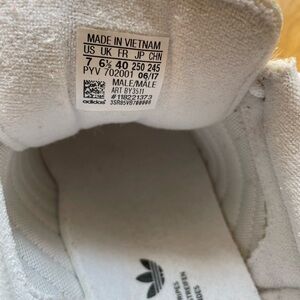 MADE IN VIETNAM
US UK FR JP CHN
7 6½ 40 250 245
PYV 702001 06/17
MALE/MALE
ART BY3511
#118221373
adidas